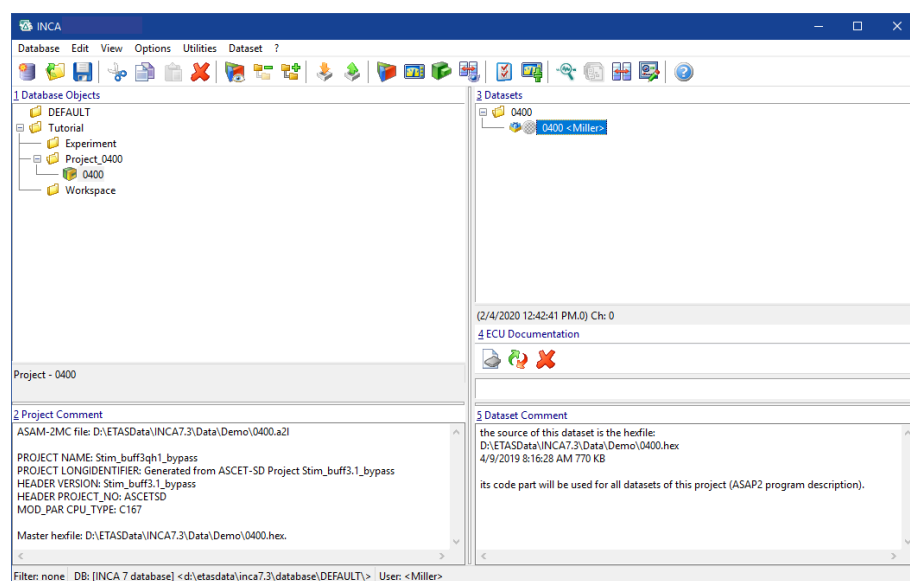 INCA
Database Edit View Options Utilities Dataset ?
1 Database Objects
DEFAULT
Tutorial
Experiment
Project_0400
0400
Workspace
Project - 0400
2 Project Comment
ASAM-2MC file: D:\ETASData\INCA7.3\Data\Demo\0400.a2l
PROJECT NAME: Stim_buff3qh1_bypass
PROJECT LONGIDENTIFIER: Generated from ASCET-SD Project Stim_buff3.1_bypass
HEADER VERSION: Stim_buff3.1_bypass
HEADER PROJECT_NO: ASCETSD
MOD_PAR CPU_TYPE: C167
Master hexfile: D:\ETASData\INCA7.3\Data\Demo\0400.hex.
3 Datasets
0400
0400 <Miller>
(2/4/2020 12:42:41 PM.0) Ch: 0
4 ECU Documentation
5 Dataset Comment
the source of this dataset is the hexfile:
D:\ETASData\INCA7.3\Data\Demo\0400.hex
4/9/2019 8:16:28 AM 770 KB
its code part will be used for all datasets of this project (ASAP2 program description).
Filter: none DB: [INCA 7 database] <d:\etasdata\inca7.3\database\DEFAULT\> User: <Miller>